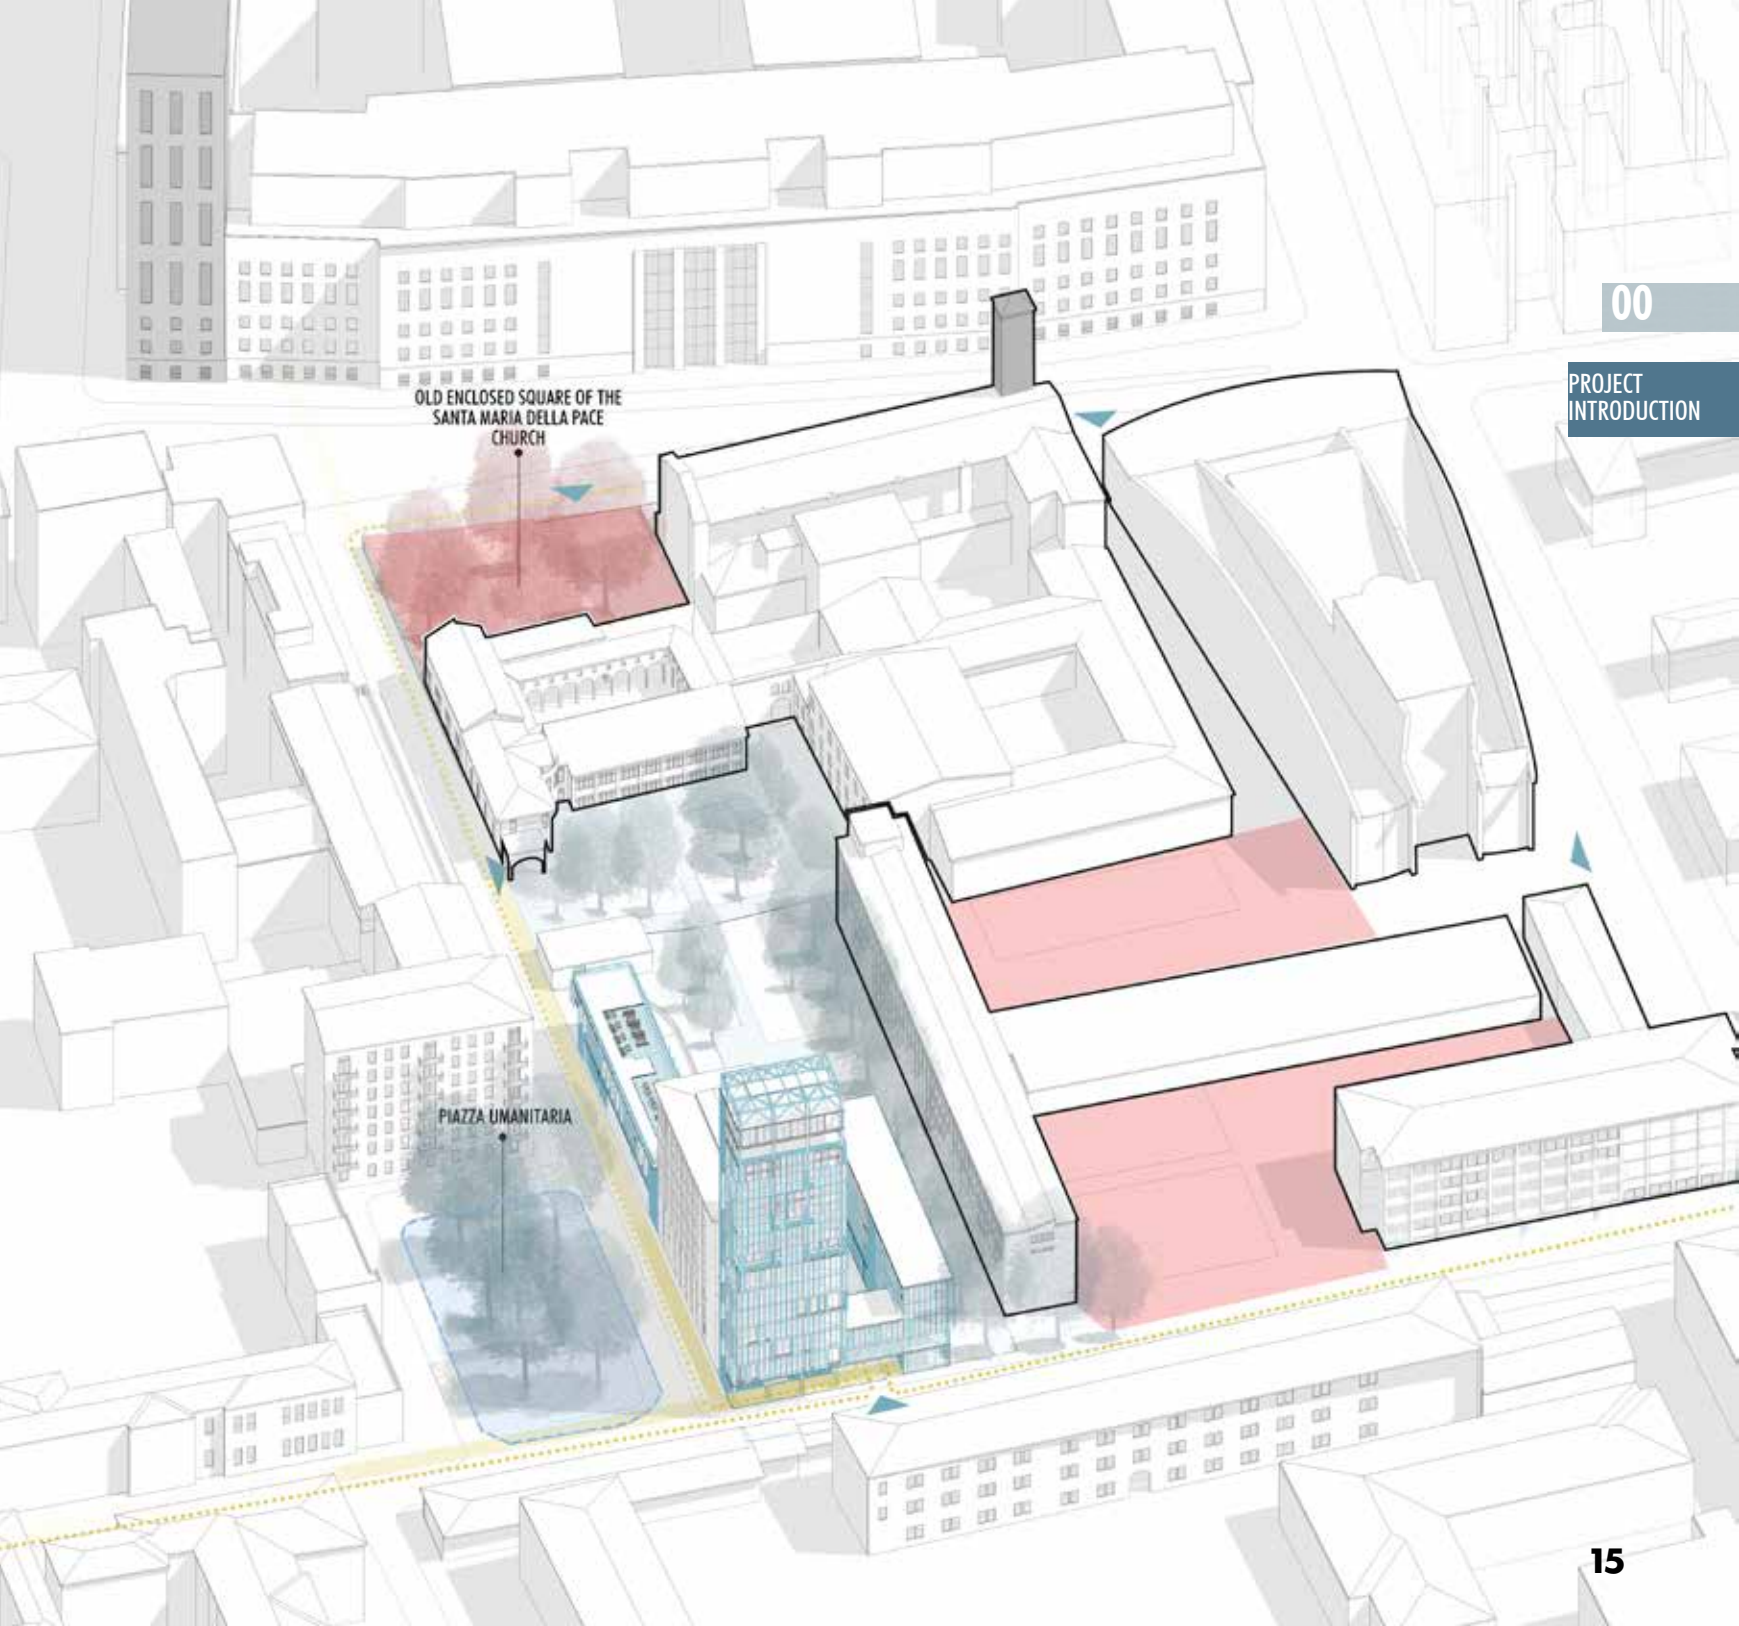 00
PROJECT
INTRODUCTION
OLD ENCLOSED SQUARE OF THE
SANTA MARIA DELLA PACE
CHURCH
PIAZZA UMANITARIA
15